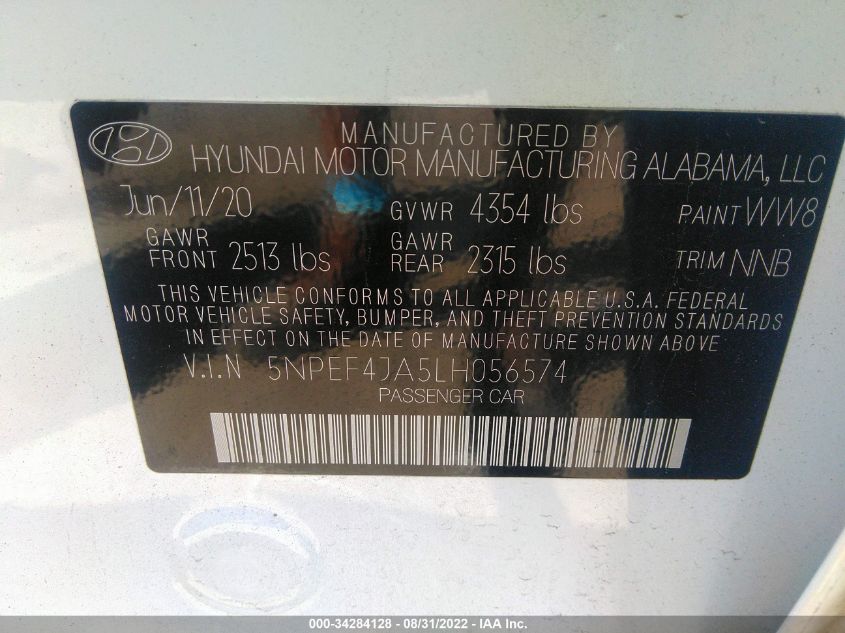 MANUFACTURED BY
HYUNDAI MOTOR MANUFACTURING ALABAMA, LLC
Jun/11/20 GVWR 4354 lbs PAINT WW8
GAWR FRONT 2513 lbs GAWR REAR 2315 lbs TRIM NNB
THIS VEHICLE CONFORMS TO ALL APPLICABLE U.S.A. FEDERAL
MOTOR VEHICLE SAFETY, BUMPER, AND THEFT PREVENTION STANDARDS
IN EFFECT ON THE DATE OF MANUFACTURE SHOWN ABOVE
V.I.N 5NPEF4JA5LH056574
PASSENGER CAR
000-34284128 - 08/31/2022 - IAA Inc.